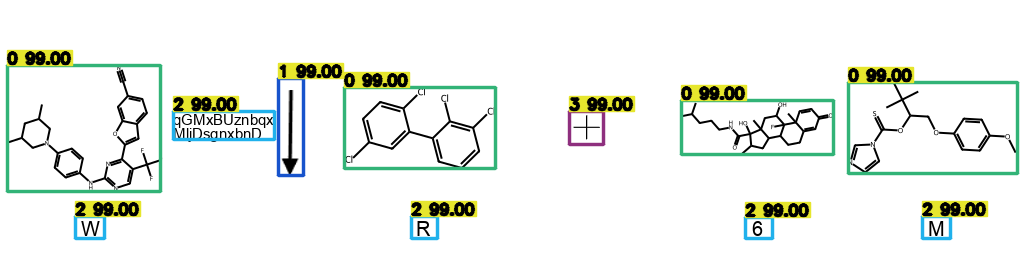 0 99.00
2 99.00
qGMxBUznbqx
MljDsgnxbnD
1 99.00
0 99.00
Cl
Cl
Cl
Cl
3 99.00
0 99.00
OH
HO
F
O
N
H
O
0 99.00
S
O
O
O
N
N
N
O
N
N
N
N
H
F
F
2 99.00
W
2 99.00
R
2 99.00
6
2 99.00
M